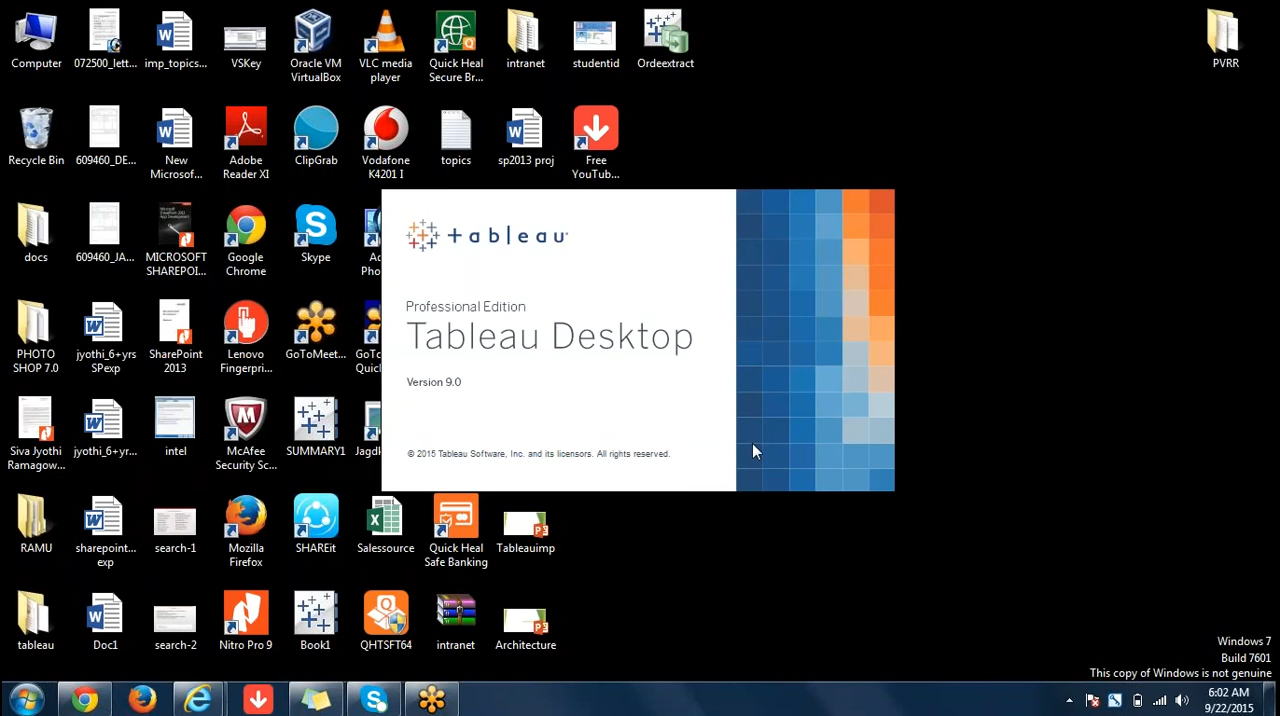 Computer
072500_lett...
imp_topics...
VSKey
Oracle VM
VirtualBox
VLC media
player
Quick Heal
Secure Br...
intranet
studentid
Ordeextract
PVRR
Recycle Bin
609460_DE...
New
Microsof...
Adobe
Reader XI
ClipGrab
Vodafone
K4201 I
topics
sp2013 proj
Free
YouTub...
docs
609460_JA...
MICROSOFT
SHAREPOI...
Google
Chrome
Skype
Ac
Pho
tableau
Professional Edition
Tableau Desktop
Version 9.0
© 2015 Tableau Software, Inc. and its licensors. All rights reserved.
PHOTO
SHOP 7.0
jyothi_6+yrs
SPexp
SharePoint
2013
Lenovo
Fingerpri...
GoToMeet...
GoTo
Quic
Siva Jyothi
Ramagow...
jyothi_6+yr...
intel
McAfee
Security Sc...
SUMMARY1
Jagdk
RAMU
sharepoint...
exp
search-1
Mozilla
Firefox
SHAREit
Salessource
Quick Heal
Safe Banking
Tableauimp
tableau
Doc1
search-2
Nitro Pro 9
Book1
QHTSFT64
intranet
Architecture
Windows 7
Build 7601
This copy of Windows is not genuine
6:02 AM
9/22/2015